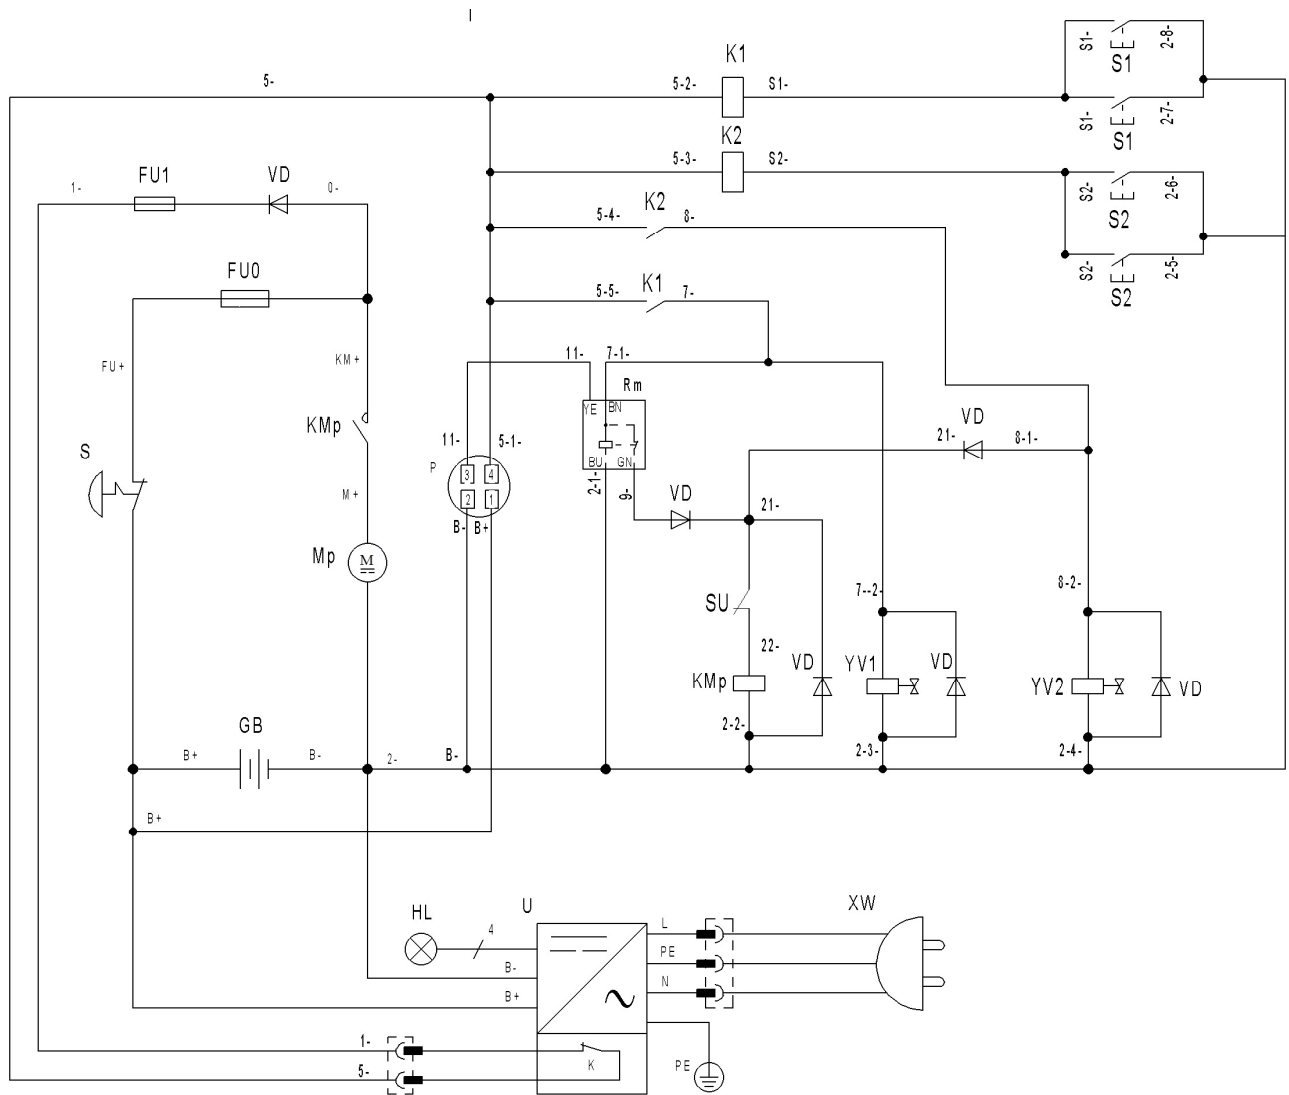 I
5-
K1
5-2-
S1-
S1-
S1
2-8-
S1-
S1
2-7-
K2
5-3-
S2-
S2-
S2
2-6-
S2-
S2
2-5-
1-
FU1
VD
0-
K2
5-4-
8-
FU0
K1
5-5-
7-
FU+
KM+
11-
7-1-
Rm
YE
BN
BU
GN
KMp
S
11-
5-1-
P
3
4
2
1
B-
B+
2-1-
9-
VD
21-
VD
21-
8-1-
M+
Mp
M
SU
22-
KMp
VD
2-2-
7--2-
YV1
VD
2-3-
8-2-
YV2
VD
2-4-
GB
B+
B-
2-
B-
B+
HL
4
U
B-
B+
L
PE
N
XW
1-
5-
K
PE